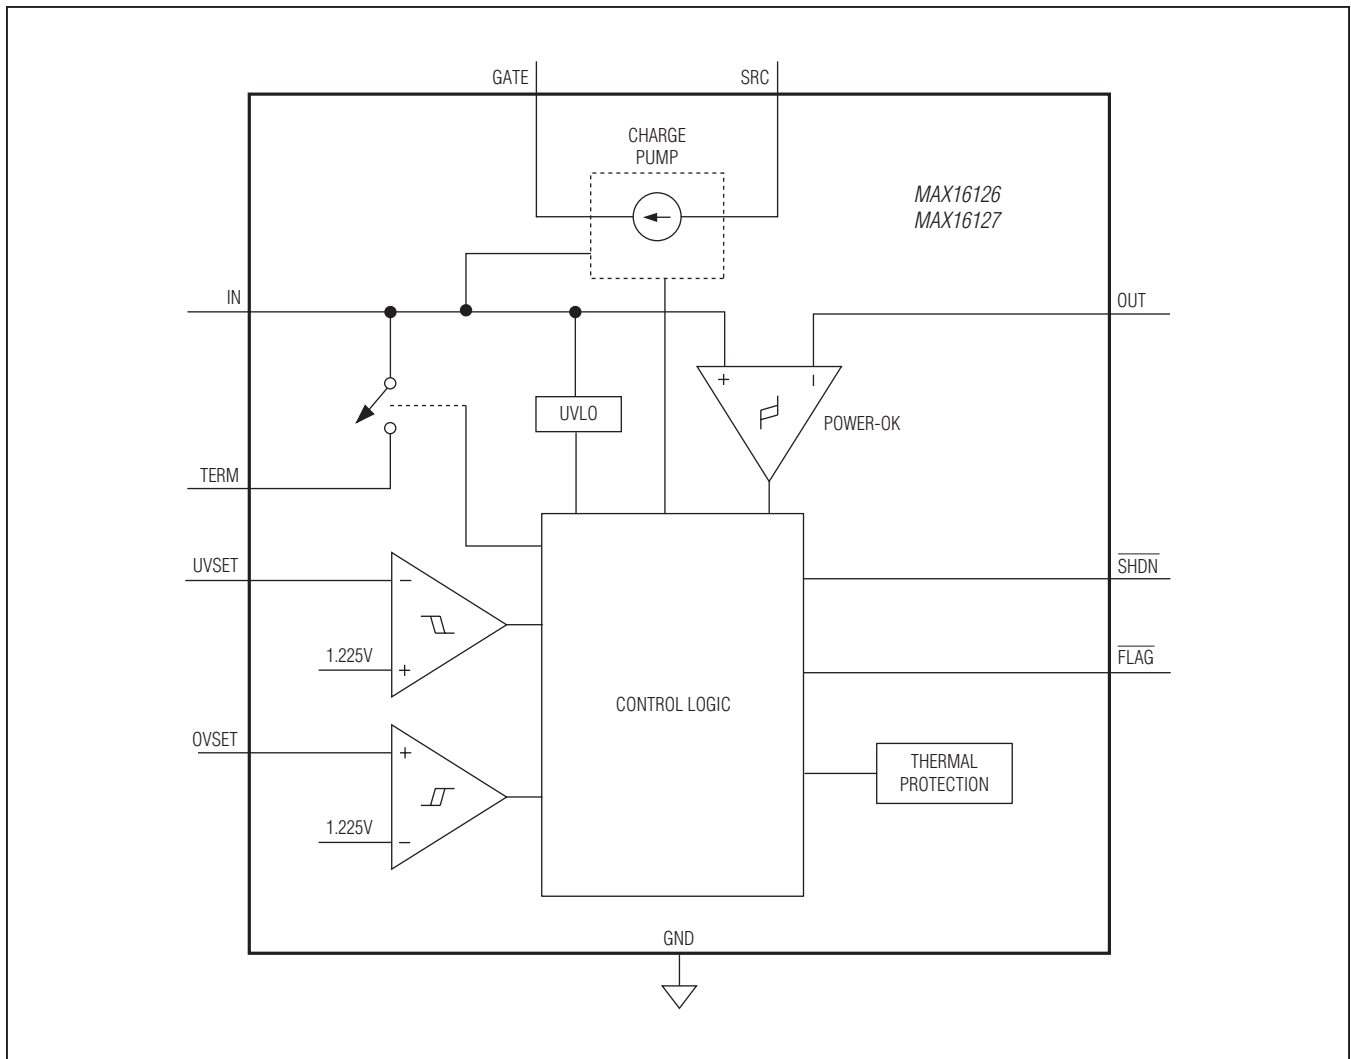 GATE
SRC
CHARGE
PUMP
MAX16126
MAX16127
IN
OUT
+
−
UVLO
POWER-OK
TERM
UVSET
−
SHDN
1.225V
+
FLAG
CONTROL LOGIC
OVSET
+
THERMAL
PROTECTION
1.225V
−
GND